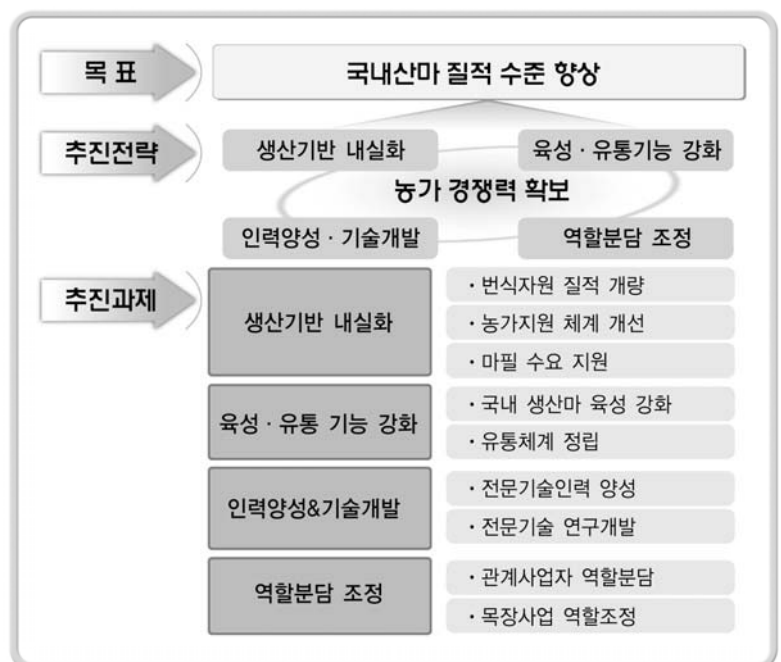 목 표
국내산마 질적 수준 향상
추진전략
생산기반 내실화
육성 · 유통기능 강화
농가 경쟁력 확보
인력양성 · 기술개발
역할분담 조정
추진과제
생산기반 내실화
· 번식자원 질적 개량
· 농가지원 체계 개선
· 마필 수요 지원
육성 · 유통 기능 강화
· 국내 생산마 육성 강화
· 유통체계 정립
인력양성&기술개발
· 전문기술인력 양성
· 전문기술 연구개발
역할분담 조정
· 관계사업자 역할분담
· 목장사업 역할조정